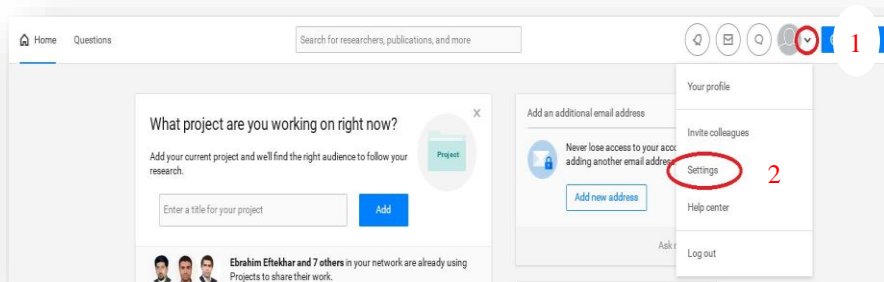 Home Questions
Search for researchers, publications, and more
1
Your profile
Invite colleagues
Settings
2
Help center
Log out
What project are you working on right now?
X
Add your current project and we'll find the right audience to follow your
research.
Project
Enter a title for your project
Add
Ebrahim Eftekhar and 7 others in your network are already using
Projects to share their work.
Add an additional email address
Never lose access to your
adding another email address
Add new address
Ask